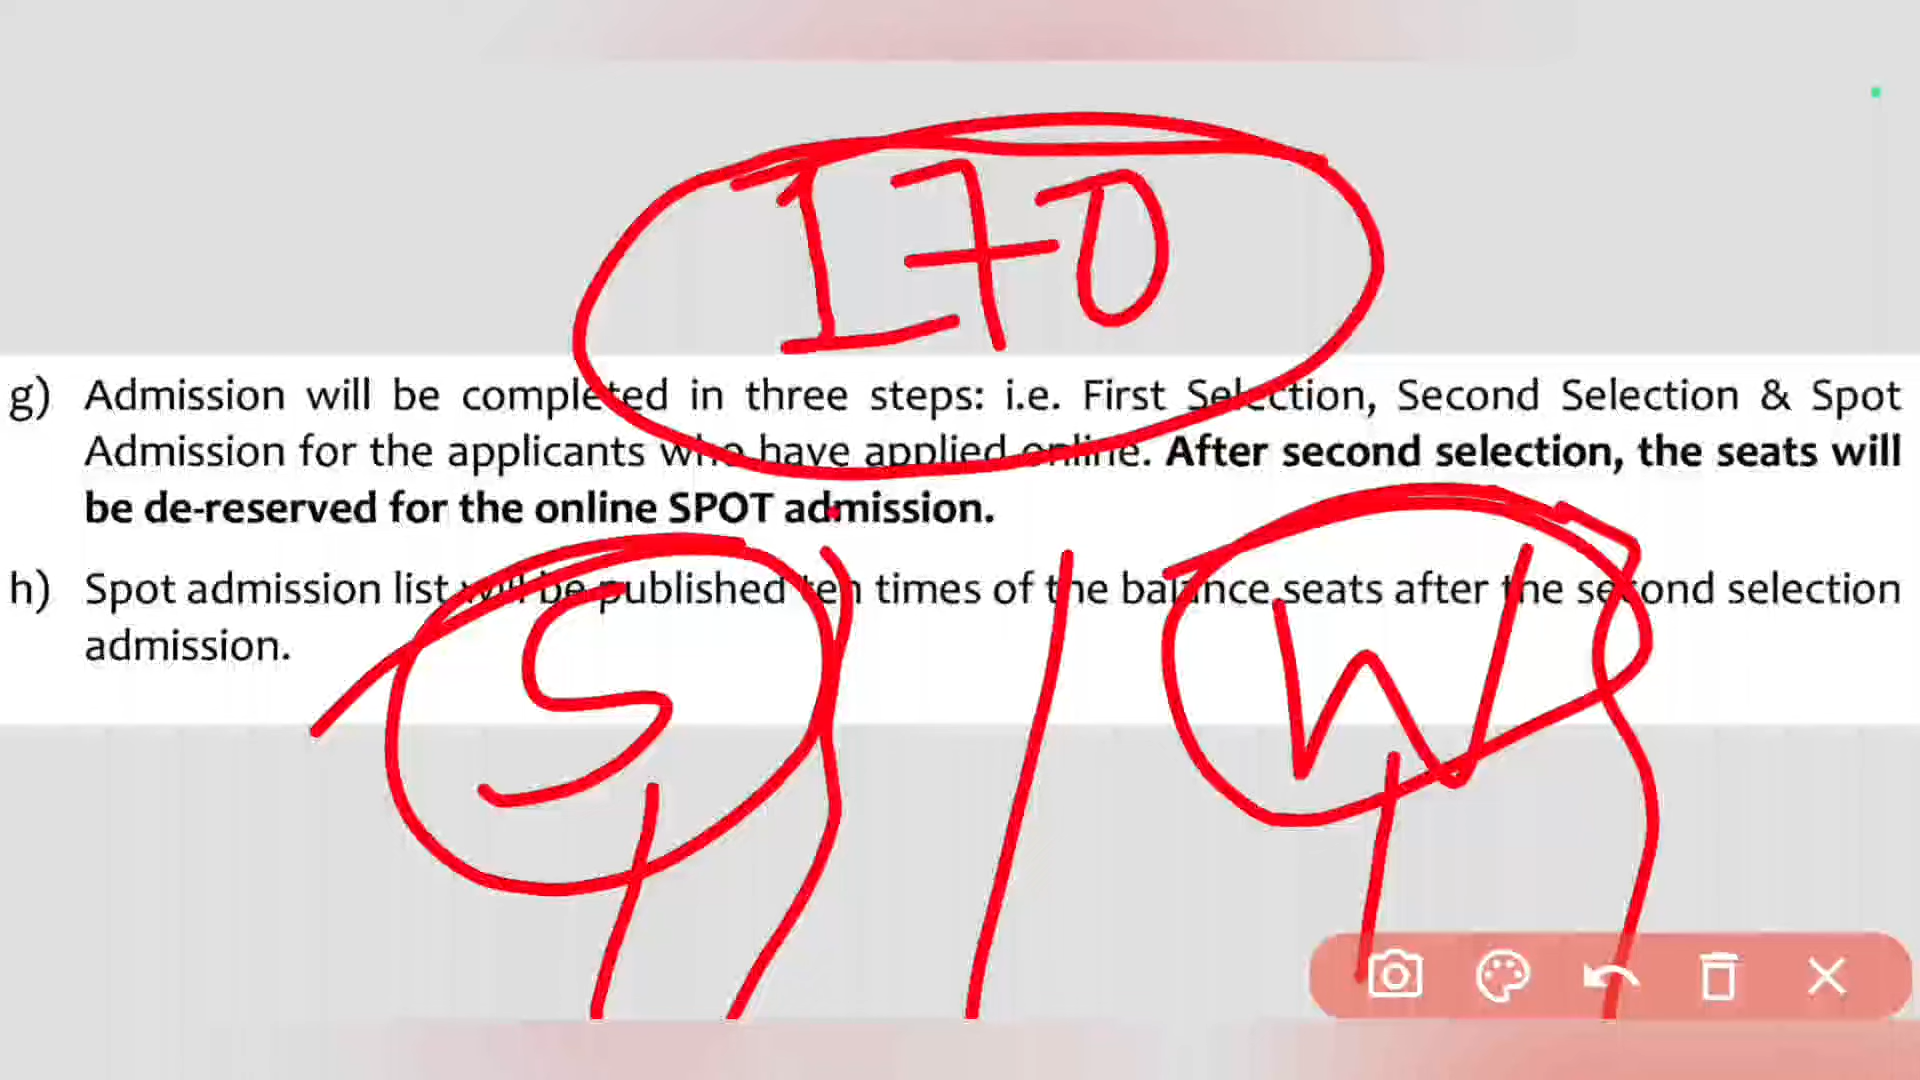 170
g) Admission will be completed in three steps: i.e. First Selection, Second Selection & Spot
Admission for the applicants who have applied online. After second selection, the seats will
be de-reserved for the online SPOT admission.
h) Spot admission list will be published ten times of the balance seats after the second selection
admission.
S W